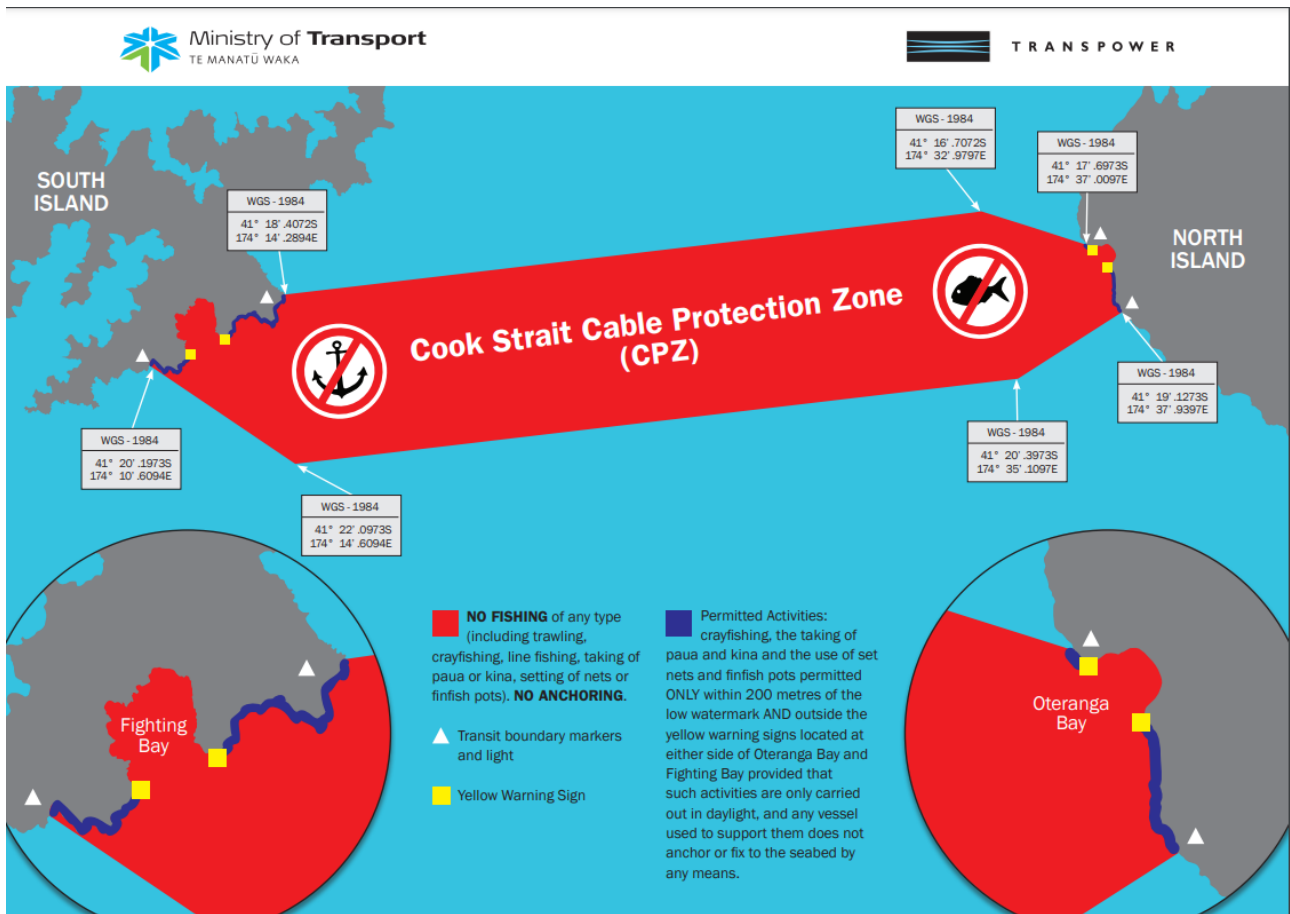 Ministry of Transport
TE MANATŪ WAKA
TRANSPOWER
SOUTH
ISLAND
WGS - 1984
41° 18' .4072S
174° 14' .2894E
WGS - 1984
41° 16' .7072S
174° 32' .9797E
WGS - 1984
41° 17' .6973S
174° 37' .0097E
NORTH
ISLAND
Cook Strait Cable Protection Zone
(CPZ)
WGS - 1984
41° 20' .1973S
174° 10' .6094E
WGS - 1984
41° 22' .0973S
174° 14' .6094E
WGS - 1984
41° 20' .3973S
174° 35' .1097E
WGS - 1984
41° 19' .1273S
174° 37' .9397E
Fighting
Bay
NO FISHING of any type
(including trawling,
crayfishing, line fishing, taking of
paua or kina, setting of nets or
finfish pots). NO ANCHORING.
Transit boundary markers
and light
Yellow Warning Sign
Permitted Activities:
crayfishing, the taking of
paua and kina and the use of set
nets and finfish pots permitted
ONLY within 200 metres of the
low watermark AND outside the
yellow warning signs located at
either side of Oteranga Bay and
Fighting Bay provided that
such activities are only carried
out in daylight, and any vessel
used to support them does not
anchor or fix to the seabed by
any means.
Oteranga
Bay